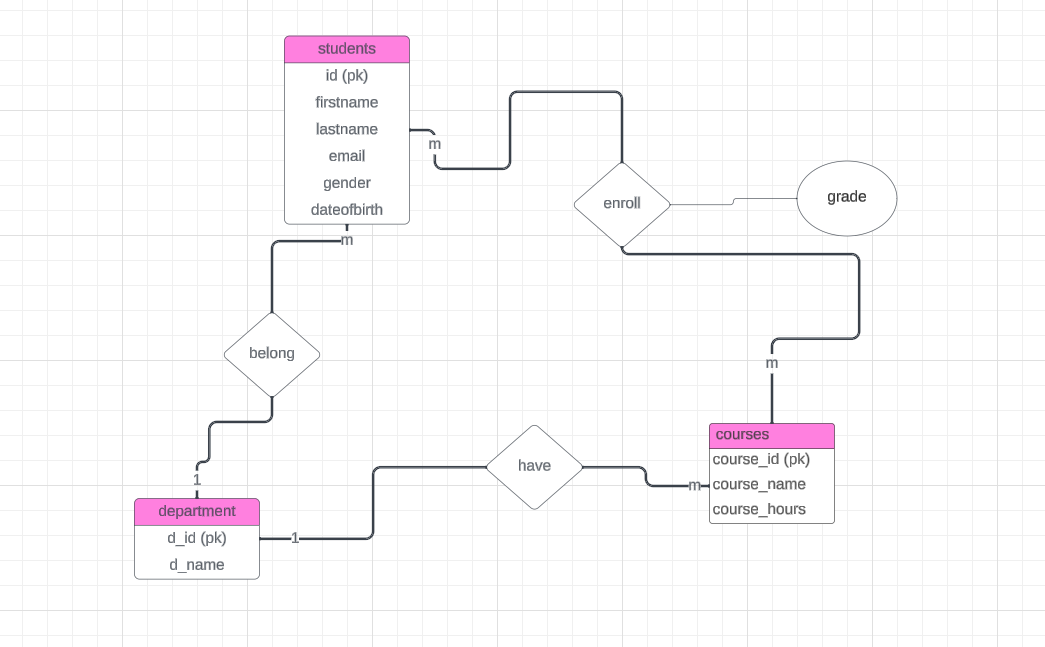 students
id (pk)
firstname
lastname
email
gender
dateofbirth
m
m
enroll
grade
belong
m
1
department
d_id (pk)
d_name
1
have
m
courses
course_id (pk)
course_name
course_hours